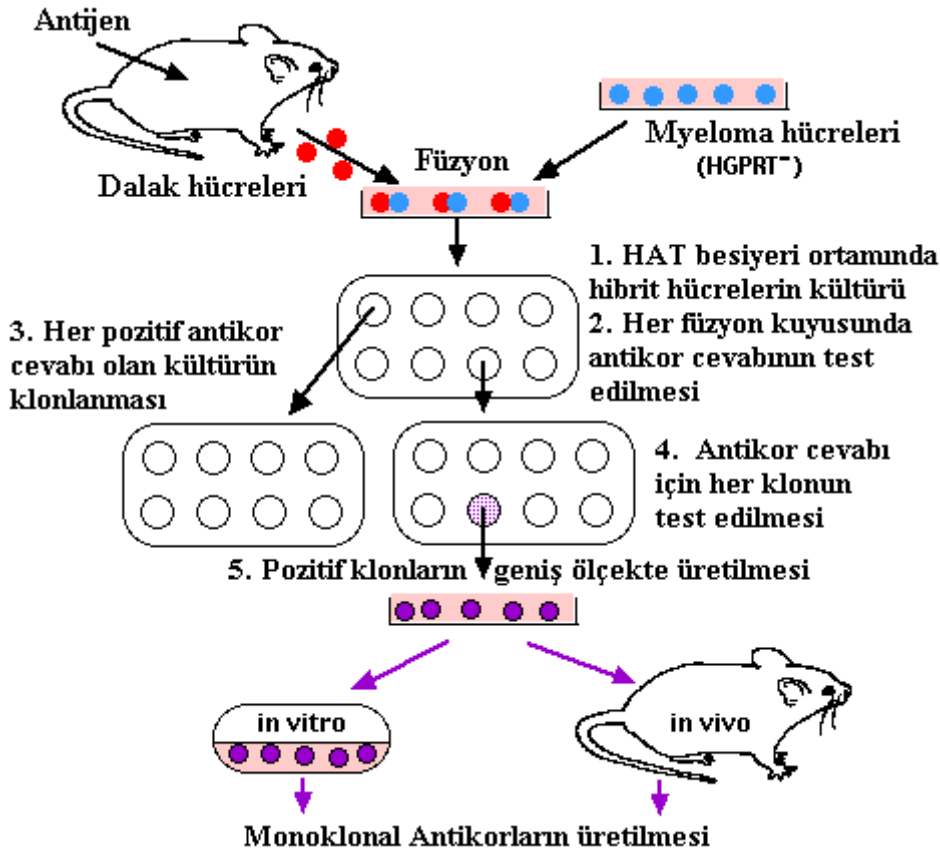 Antijen
Dalak hücreleri
Füzyon
Myeloma hücreleri
(HGPRT⁻)
1. HAT besiyeri ortamında
hibrit hücrelerin kültürü
2. Her füzyon kuyusunda
antikor cevabının test
edilmesi
3. Her pozitif antikor
cevabı olan kültürün
klonlanması
4. Antikor cevabı
için her klonun
test edilmesi
5. Pozitif klonların geniş ölçekte üretilmesi
in vitro
in vivo
Monoklonal Antikorların üretilmesi